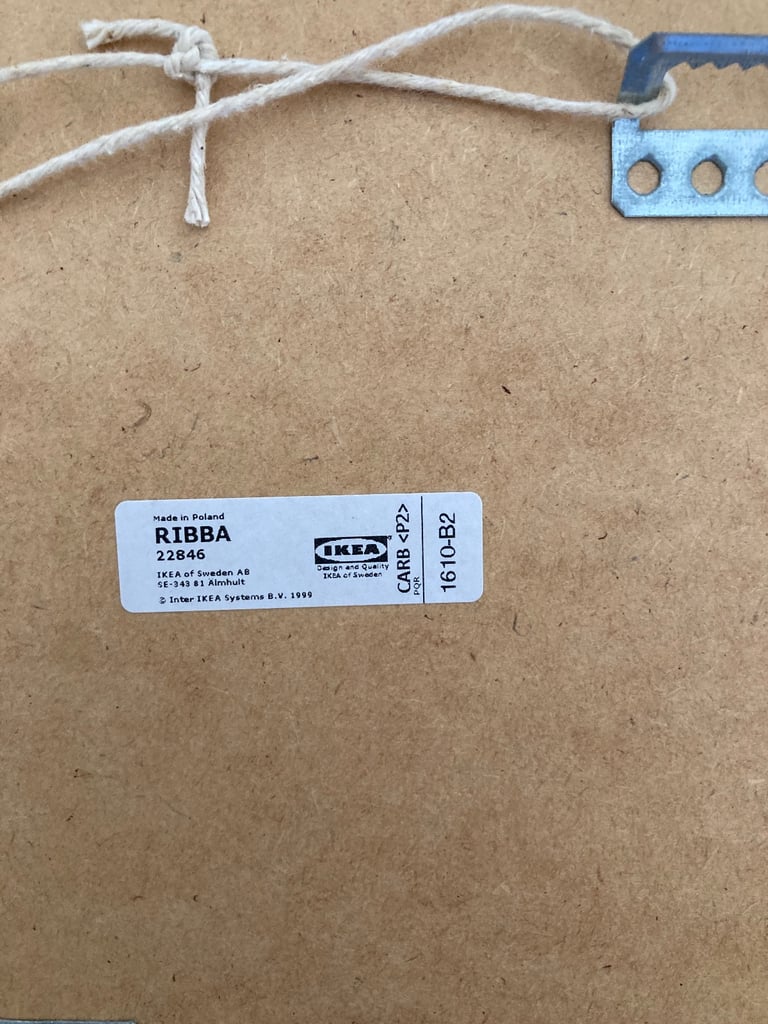 Made in Poland
RIBBA
22846
IKEA of Sweden AB
SE-343 81 Älmhult
© Inter IKEA Systems B.V. 1999
IKEA
Design and Quality
IKEA of Sweden
CARB <P2>
PQR
1610-B2